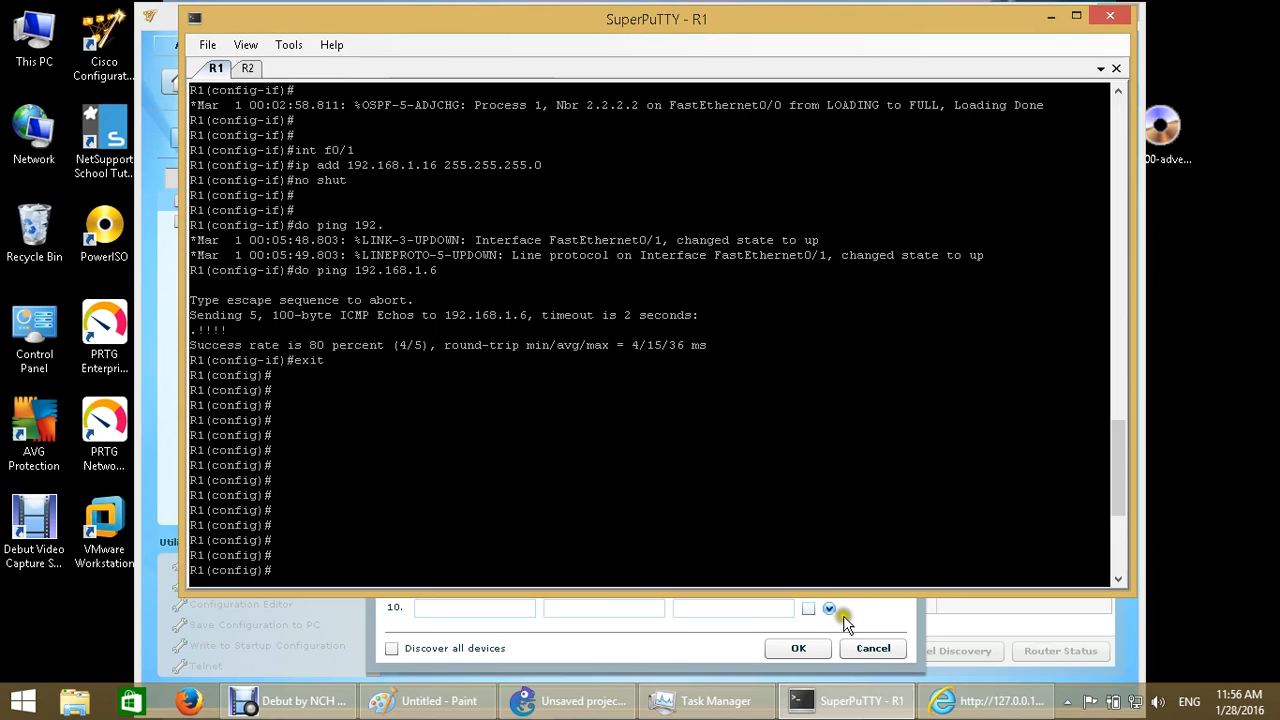 SuperPuTTY - R1
File View Tools Help
R1 R2
R1(config-if)#
*Mar  1 00:02:58.811: %OSPF-5-ADJCHG: Process 1, Nbr 2.2.2.2 on FastEthernet0/0 from LOADING to FULL, Loading Done
R1(config-if)#
R1(config-if)#
R1(config-if)#int f0/1
R1(config-if)#ip add 192.168.1.16 255.255.255.0
R1(config-if)#no shut
R1(config-if)#
R1(config-if)#
R1(config-if)#do ping 192.
*Mar  1 00:05:48.803: %LINK-3-UPDOWN: Interface FastEthernet0/1, changed state to up
*Mar  1 00:05:49.803: %LINEPROTO-5-UPDOWN: Line protocol on Interface FastEthernet0/1, changed state to up
R1(config-if)#do ping 192.168.1.6
Type escape sequence to abort.
Sending 5, 100-byte ICMP Echos to 192.168.1.6, timeout is 2 seconds:
.!!!!
Success rate is 80 percent (4/5), round-trip min/avg/max = 4/15/36 ms
R1(config-if)#exit
R1(config)#
R1(config)#
R1(config)#
R1(config)#
R1(config)#
R1(config)#
R1(config)#
R1(config)#
R1(config)#
R1(config)#
R1(config)#
R1(config)#
R1(config)#
R1(config)#
This PC
Cisco
Configurat...
Network
NetSupport
School Tut...
Recycle Bin
PowerISO
Control
Panel
PRTG
Enterpri...
AVG
Protection
PRTG
Netwo...
Debut Video
Capture S...
VMware
Workstation
00-adve...
Utili
Configuration Editor
Save Configuration to PC
Write to Startup Configuration
Telnet
10.
Discover all devices
OK Cancel
el Discovery Router Status
Debut by NCH ...
Untitled - Paint
Unsaved projec...
Task Manager
SuperPuTTY - R1
http://127.0.0.1...
ENG
11:56 AM
1/28/2016